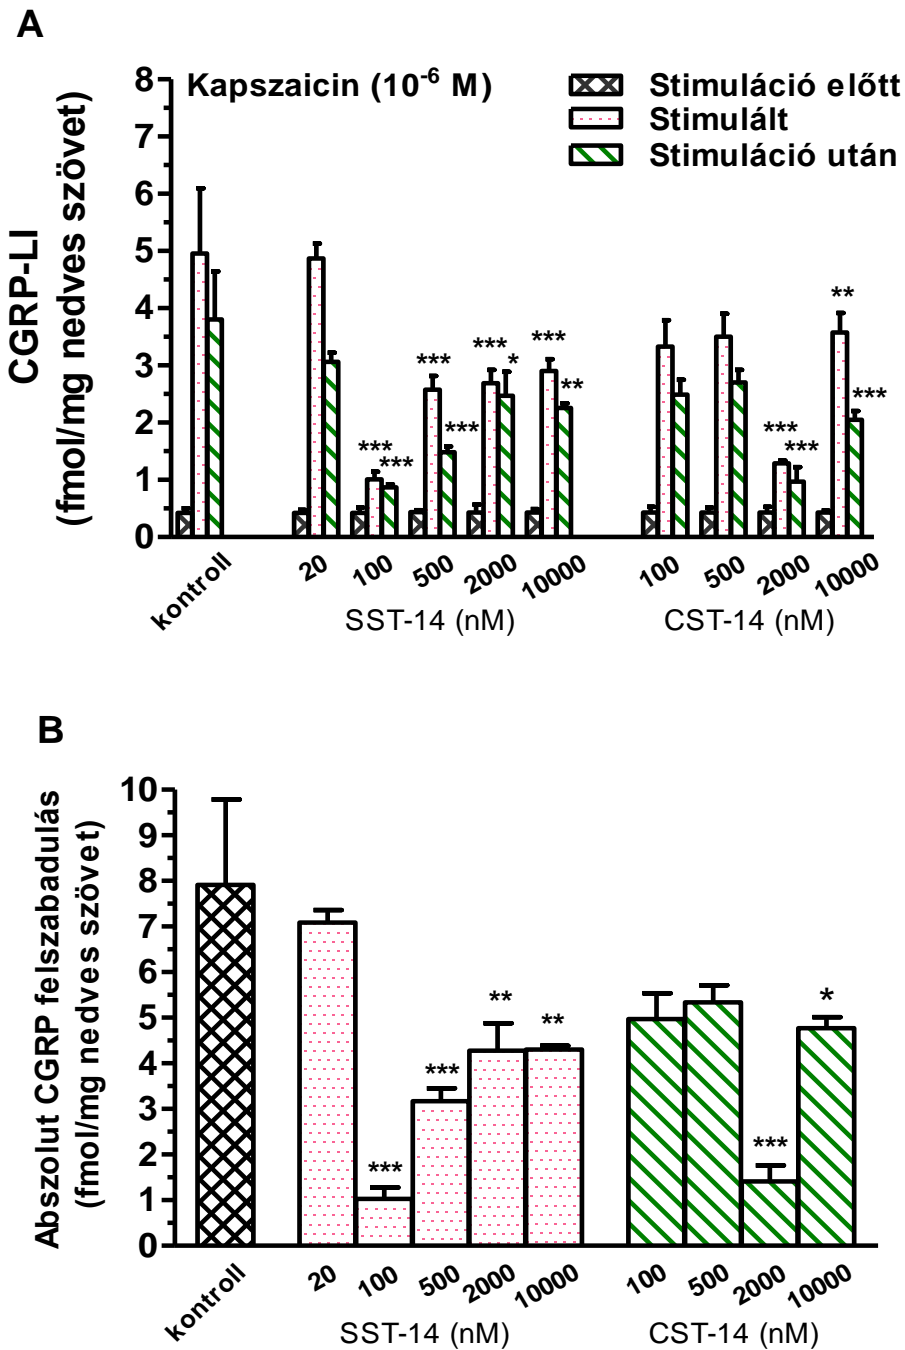 A
Kapszaicin (10⁻⁶ M)
Stimuláció előtt
Stimulált
Stimuláció után
CGRP-LI
(fmol/mg nedves szövet)
8
7
6
5
4
3
2
1
0
*** *** *** *** *** * *** ** *** *** ** ***
kontroll 20 100 500 2000 10000 100 500 2000 10000
SST-14 (nM) CST-14 (nM)
B
Abszolut CGRP felszabadulás
(fmol/mg nedves szövet)
10
9
8
7
6
5
4
3
2
1
0
*** *** ** ** *** *
kontroll 20 100 500 2000 10000 100 500 2000 10000
SST-14 (nM) CST-14 (nM)